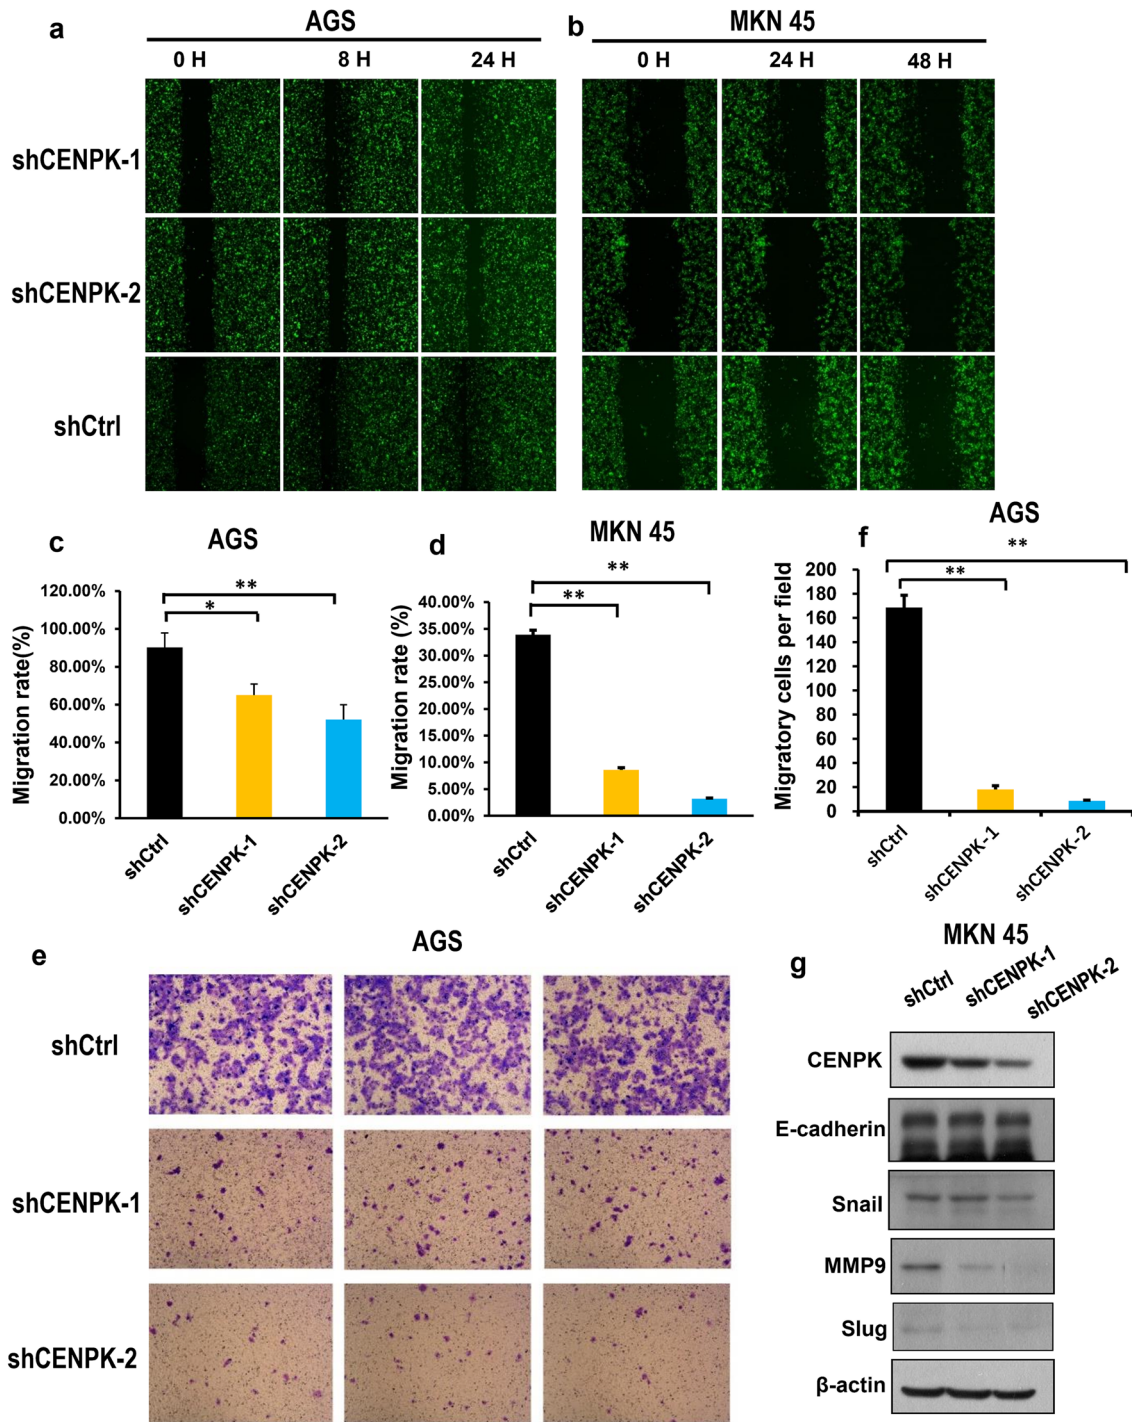 a
AGS
b
MKN 45
0 H
8 H
24 H
0 H
24 H
48 H
shCENPK-1
shCENPK-2
shCtrl
c
AGS
d
MKN 45
f
AGS
Migration rate(%)
120.00%
100.00%
80.00%
60.00%
40.00%
20.00%
0.00%
**
*
shCtrl
shCENPK-1
shCENPK-2
Migration rate (%)
40.00%
35.00%
30.00%
25.00%
20.00%
15.00%
10.00%
5.00%
0.00%
**
**
shCtrl
shCENPK-1
shCENPK-2
Migratory cells per field
200
180
160
140
120
100
80
60
40
20
0
**
**
shCtrl
shCENPK-1
shCENPK-2
e
AGS
shCtrl
shCENPK-1
shCENPK-2
g
MKN 45
shCtrl
shCENPK-1
shCENPK-2
CENPK
E-cadherin
Snail
MMP9
Slug
β-actin